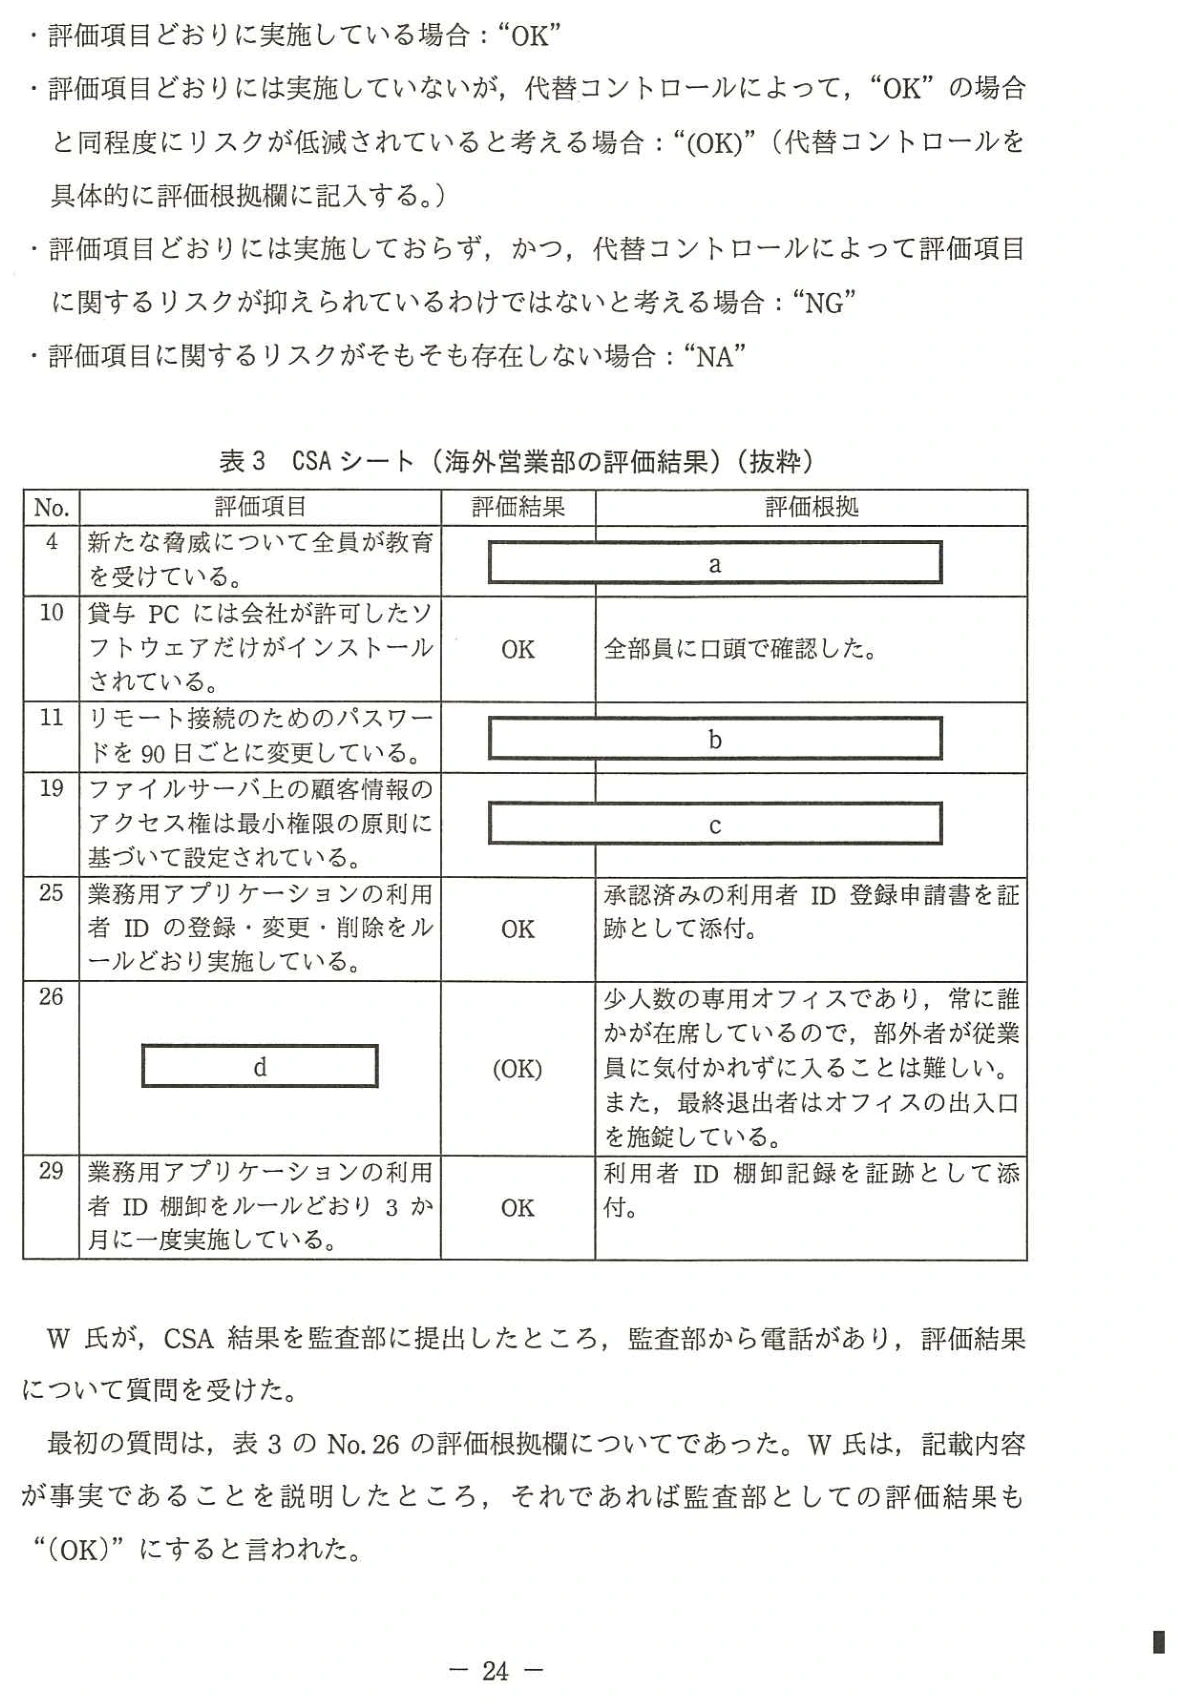 ・評価項目どおりに実施している場合：“OK”
・評価項目どおりには実施していないが，代替コントロールによって，“OK” の場合
と同程度にリスクが低減されていると考える場合：“(OK)”（代替コントロールを
具体的に評価根拠欄に記入する。）
・評価項目どおりには実施しておらず，かつ，代替コントロールによって評価項目
に関するリスクが抑えられているわけではないと考える場合：“NG”
・評価項目に関するリスクがそもそも存在しない場合：“NA”
表3　CSA シート（海外営業部の評価結果）（抜粋）
No. 評価項目 評価結果 評価根拠
4 新たな脅威について全員が教育
を受けている。
a
10 貸与 PC には会社が許可したソ
フトウェアだけがインストール
されている。
OK
全部員に口頭で確認した。
11 リモート接続のためのパスワー
ドを 90 日ごとに変更している。
b
19 ファイルサーバ上の顧客情報の
アクセス権は最小権限の原則に
基づいて設定されている。
c
25 業務用アプリケーションの利用
者 ID の登録・変更・削除をル
ールどおり実施している。
OK
承認済みの利用者 ID 登録申請書を証
跡として添付。
26
d
(OK)
少人数の専用オフィスであり，常に誰
かが在席しているので，部外者が従業
員に気付かれずに入ることは難しい。
また，最終退出者はオフィスの出入口
を施錠している。
29 業務用アプリケーションの利用
者 ID 棚卸をルールどおり 3 か
月に一度実施している。
OK
利用者 ID 棚卸記録を証跡として添
付。
W 氏が，CSA 結果を監査部に提出したところ，監査部から電話があり，評価結果
について質問を受けた。
最初の質問は，表 3 の No. 26 の評価根拠欄についてであった。W 氏は，記載内容
が事実であることを説明したところ，それであれば監査部としての評価結果も
“(OK)” にすると言われた。
― 24 ―